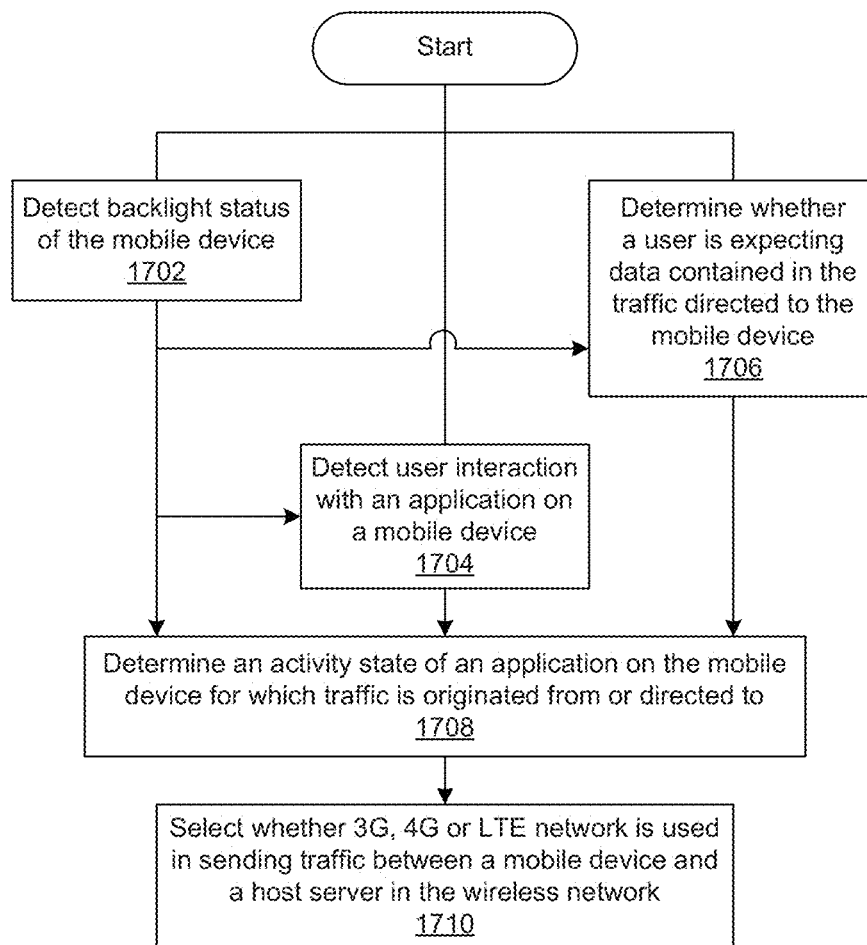 Start
Detect backlight status
of the mobile device
1702
Determine whether
a user is expecting
data contained in the
traffic directed to the
mobile device
1706
Detect user interaction
with an application on
a mobile device
1704
Determine an activity state of an application on the mobile
device for which traffic is originated from or directed to
1708
Select whether 3G, 4G or LTE network is used
in sending traffic between a mobile device and
a host server in the wireless network
1710